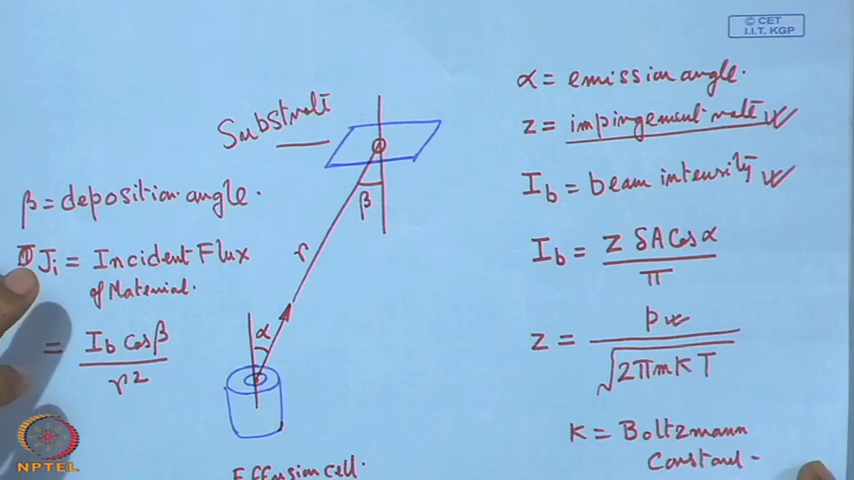 © CET
I.I.T. KGP
α = emission angle.
z = impingement rate
I_b = beam intensity
I_b = z δA Cos α / π
z = p / √2πmKT
K = Boltzmann
Constant
Substrate
β = deposition angle.
J_i = Incident Flux
of Material.
= I_b Cos β / r²
r
β
α
Effusion cell.
NPTEL